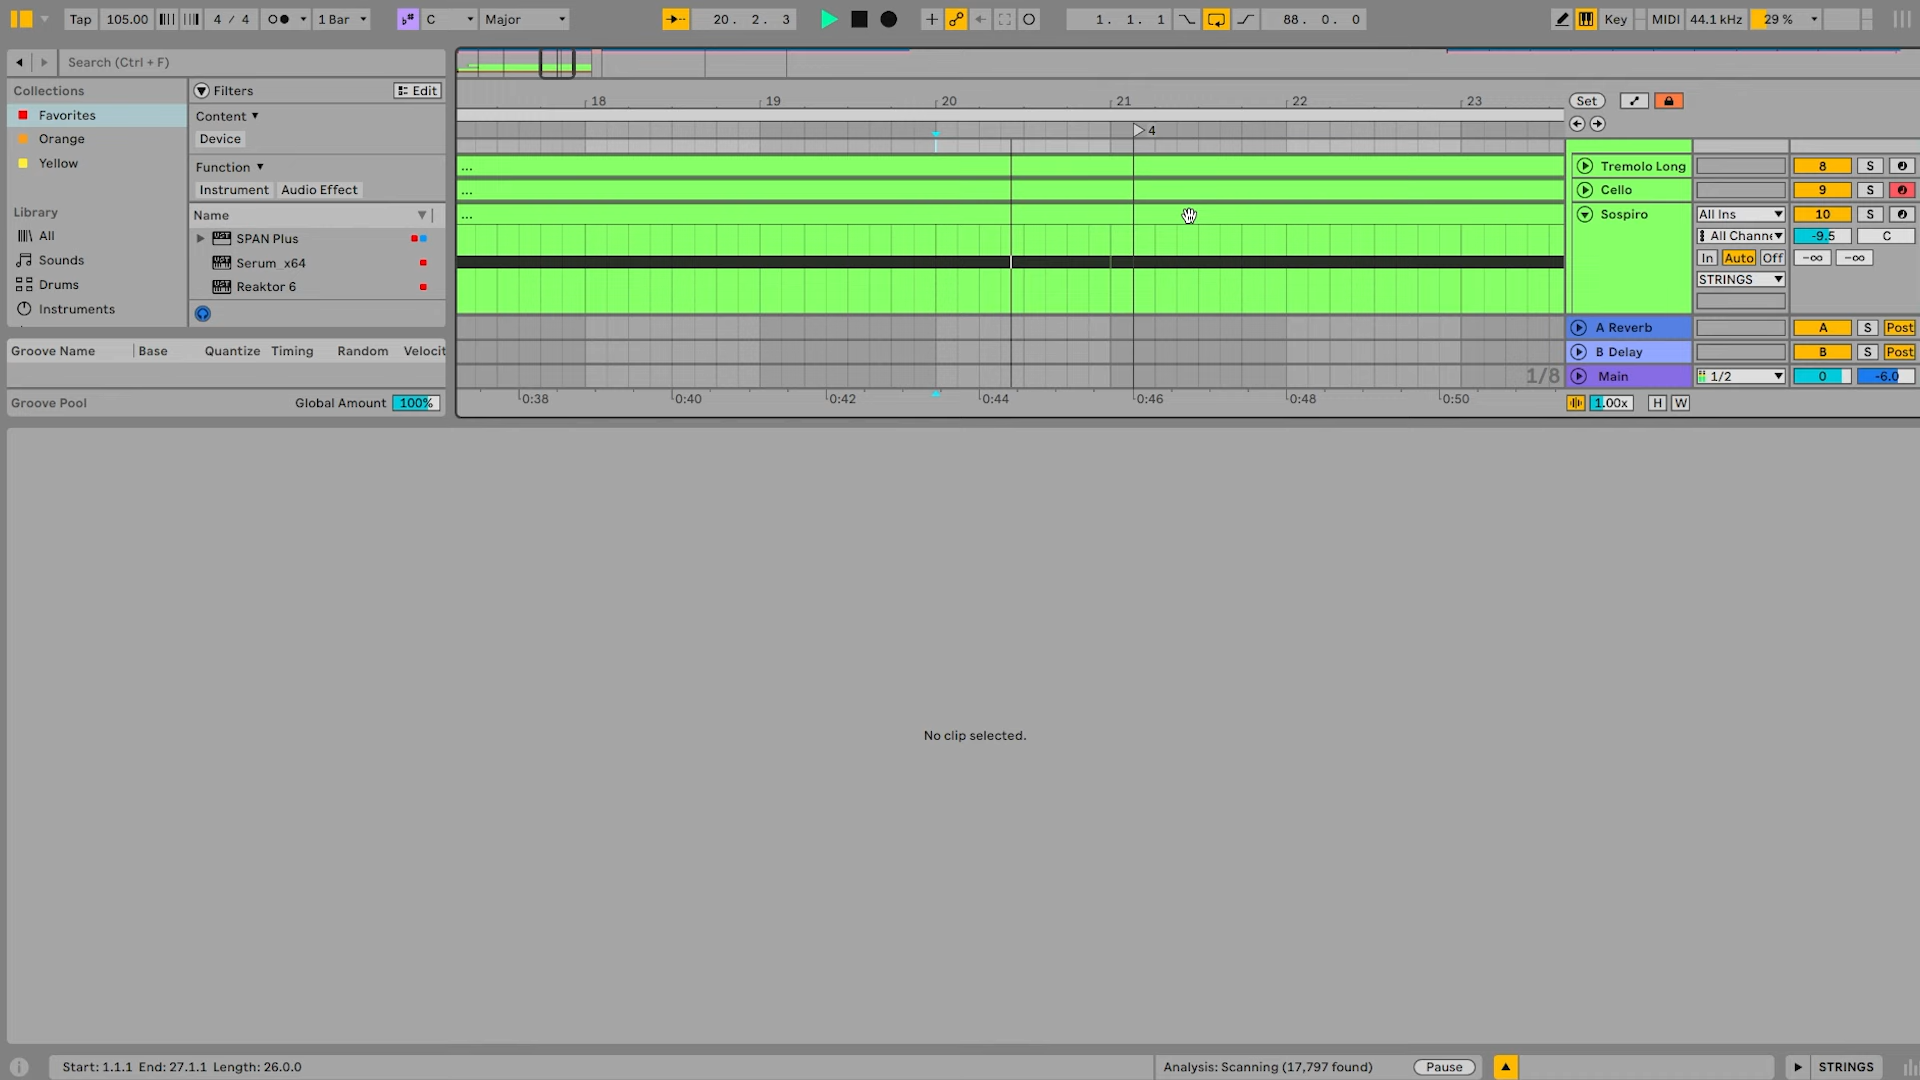 Tap 105.00 4 / 4 1 Bar C Major 20. 2. 3 1. 1. 1 88. 0. 0 Key MIDI 44.1 kHz 29 %
Search (Ctrl + F)
Collections
Favorites
Orange
Yellow
Library
All
Sounds
Drums
Instruments
Filters Edit
Content
Device
Function
Instrument Audio Effect
Name
SPAN Plus
Serum_x64
Reaktor 6
Groove Name Base Quantize Timing Random Velocit
Groove Pool Global Amount 100%
18 19 20 21 22 23
4
...
...
...
1/8
0:38 0:40 0:42 0:44 0:46 0:48 0:50
Set
Tremolo Long 8 S
Cello 9 S
Sospiro All Ins 10 S
All Channe -9.5 C
In Auto Off -∞ -∞
STRINGS
A Reverb A S Post
B Delay B S Post
Main 1/2 0 -6.0
1.00x H W
No clip selected.
Start: 1.1.1 End: 27.1.1 Length: 26.0.0 Analysis: Scanning (17,797 found) Pause STRINGS